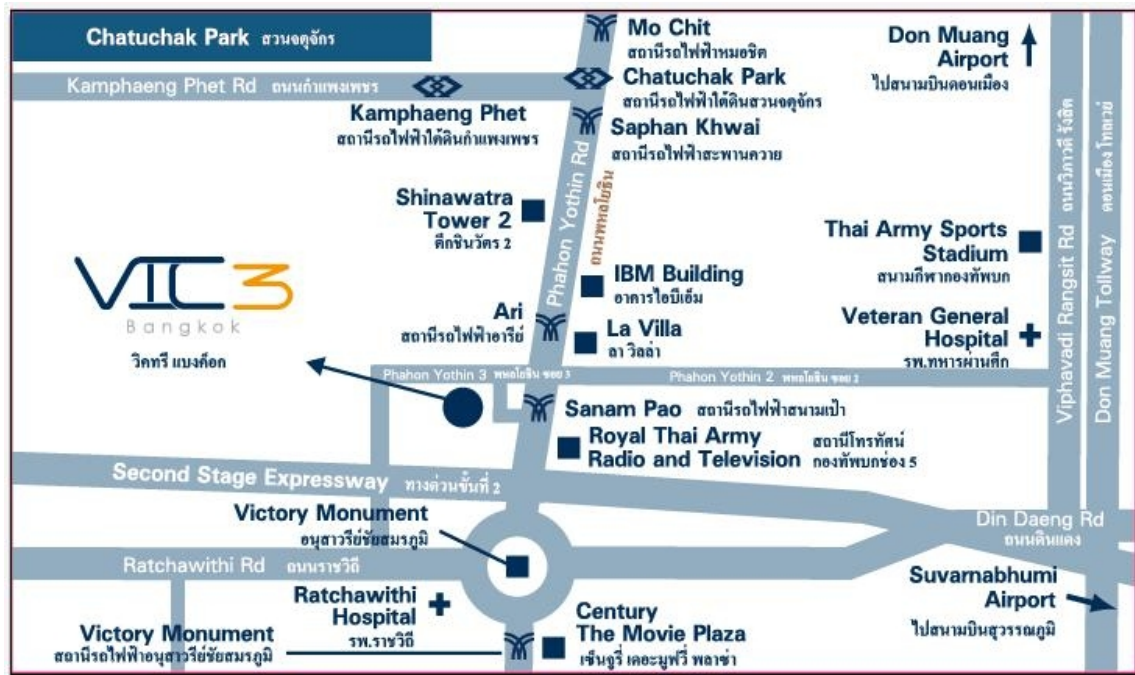 Chatuchak Park สวนจตุจักร
Mo Chit
สถานีรถไฟฟ้าหมอชิต
Don Muang
Airport
ไปสนามบินดอนเมือง
Kamphaeng Phet Rd ถนนกำแพงเพชร
Chatuchak Park
สถานีรถไฟฟ้าใต้ดินสวนจตุจักร
Kamphaeng Phet
สถานีรถไฟฟ้าใต้ดินกำแพงเพชร
Saphan Khwai
สถานีรถไฟฟ้าสะพานควาย
Phahon Yothin Rd
ถนนพหลโยธิน
Viphavadi Rangsit Rd ถนนวิภาวดี รังสิต
Don Muang Tollway ดอนเมือง โทลเวย์
Shinawatra
Tower 2
ตึกชินวัตร 2
Thai Army Sports
Stadium
สนามกีฬากองทัพบก
VIC3
Bangkok
วิคทรี แบงค็อก
IBM Building
อาคารไอบีเอ็ม
Ari
สถานีรถไฟฟ้าอารีย์
La Villa
ลา วิลล่า
Veteran General
Hospital
รพ.ทหารผ่านศึก
Phahon Yothin 3 พหลโยธิน ซอย 3
Phahon Yothin 2 พหลโยธิน ซอย 2
Sanam Pao สถานีรถไฟฟ้าสนามเป้า
Royal Thai Army
Radio and Television
สถานีโทรทัศน์
กองทัพบกช่อง 5
Second Stage Expressway ทางด่วนขั้นที่ 2
Victory Monument
อนุสาวรีย์ชัยสมรภูมิ
Din Daeng Rd
ถนนดินแดง
Ratchawithi Rd ถนนราชวิถี
Ratchawithi
Hospital
รพ.ราชวิถี
Suvarnabhumi
Airport
ไปสนามบินสุวรรณภูมิ
Victory Monument
สถานีรถไฟฟ้าอนุสาวรีย์ชัยสมรภูมิ
Century
The Movie Plaza
เซ็นจูรี่ เดอะมูฟวี่ พลาซ่า